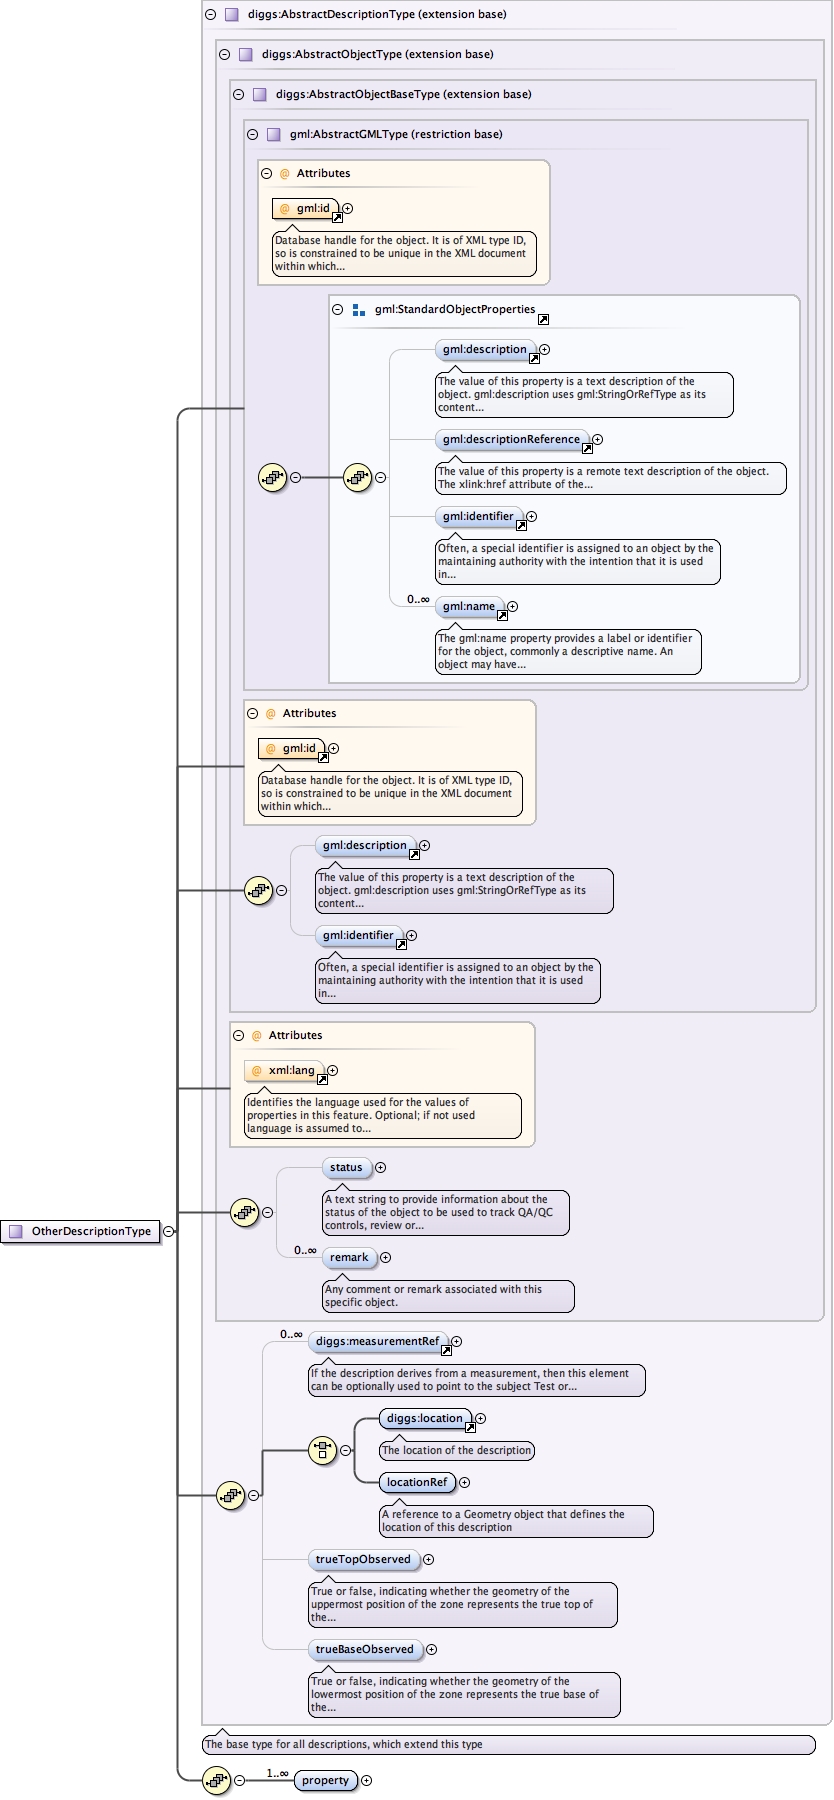 diggs:AbstractDescriptionType (extension base)
diggs:AbstractObjectType (extension base)
diggs:AbstractObjectBaseType (extension base)
gml:AbstractGMLType (restriction base)
@ Attributes
@ gml:id
Database handle for the object. It is of XML type ID,
so is constrained to be unique in the XML document
within which...
gml:StandardObjectProperties
gml:description
The value of this property is a text description of the
object. gml:description uses gml:StringOrRefType as its
content...
gml:descriptionReference
The value of this property is a remote text description of the object.
The xlink:href attribute of the...
gml:identifier
Often, a special identifier is assigned to an object by the
maintaining authority with the intention that it is used
in...
0..∞
gml:name
The gml:name property provides a label or identifier
for the object, commonly a descriptive name. An
object may have...
@ Attributes
@ gml:id
Database handle for the object. It is of XML type ID,
so is constrained to be unique in the XML document
within which...
gml:description
The value of this property is a text description of the
object. gml:description uses gml:StringOrRefType as its
content...
gml:identifier
Often, a special identifier is assigned to an object by the
maintaining authority with the intention that it is used
in...
@ Attributes
@ xml:lang
Identifies the language used for the values of
properties in this feature. Optional; if not used
language is assumed to...
status
A text string to provide information about the
status of the object to be used to track QA/QC
controls, review or...
OtherDescriptionType
0..∞
remark
Any comment or remark associated with this
specific object.
0..∞
diggs:measurementRef
If the description derives from a measurement, then this element
can be optionally used to point to the subject Test or...
diggs:location
The location of the description
locationRef
A reference to a Geometry object that defines the
location of this description
trueTopObserved
True or false, indicating whether the geometry of the
uppermost position of the zone represents the true top of
the...
trueBaseObserved
True or false, indicating whether the geometry of the
lowermost position of the zone represents the true base of
the...
The base type for all descriptions, which extend this type
1..∞
property